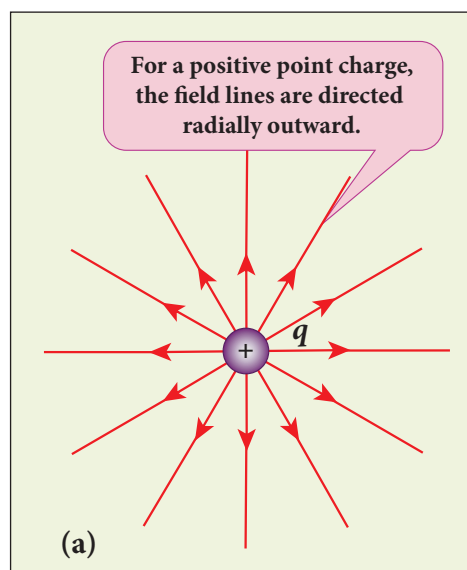 For a positive point charge,
the field lines are directed
radially outward.
q
+
(a)